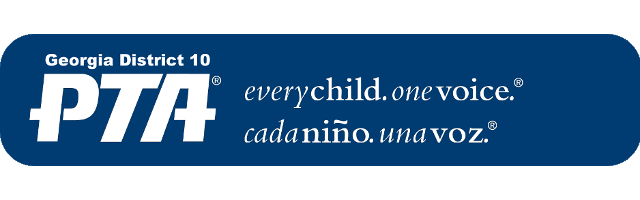 Georgia District 10
PTA®
everychild.onevoice.®
cadaniño.unavoz.®